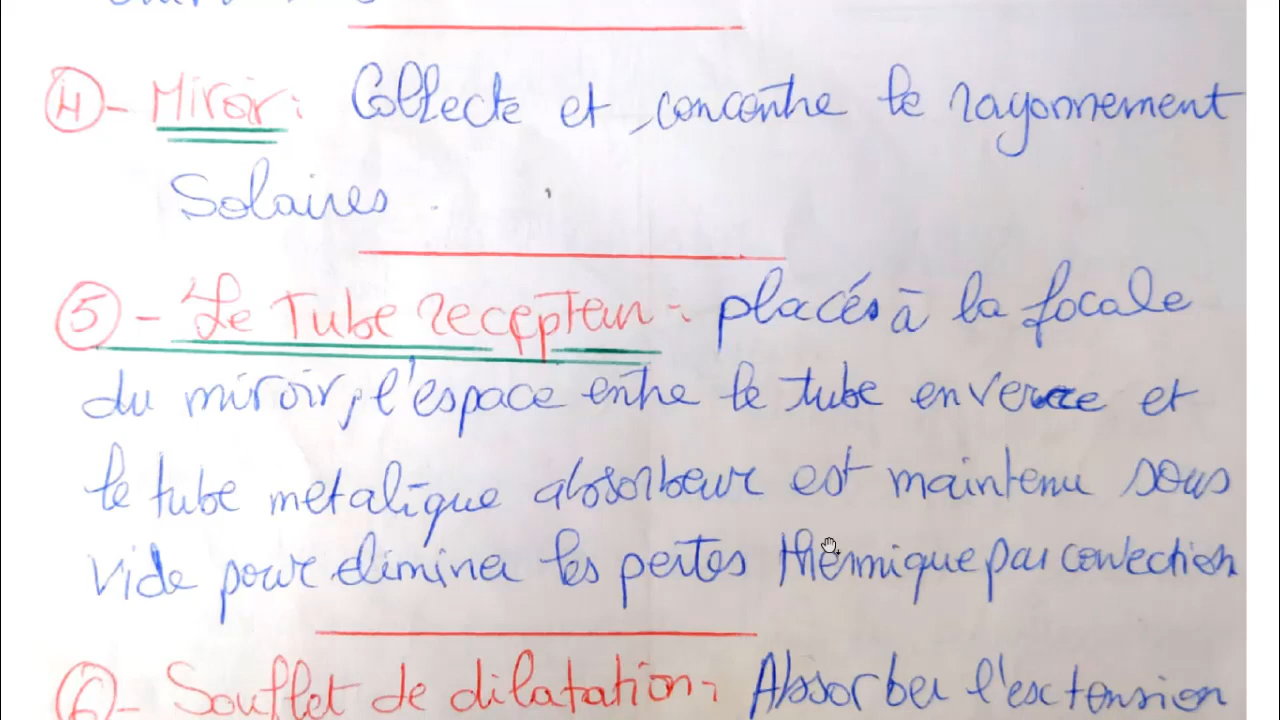 ④- Miroir: Collecte et concentre le rayonnement
Solaires.
⑤- Le Tube recepteur: placés à la focale
du miroir, l'espace entre le tube en verre et
le tube metalique absorbeur est maintenu sous
vide pour eliminer les pertes thermique par convection
⑥- Soufflet de dilatation: Absorber l'extension